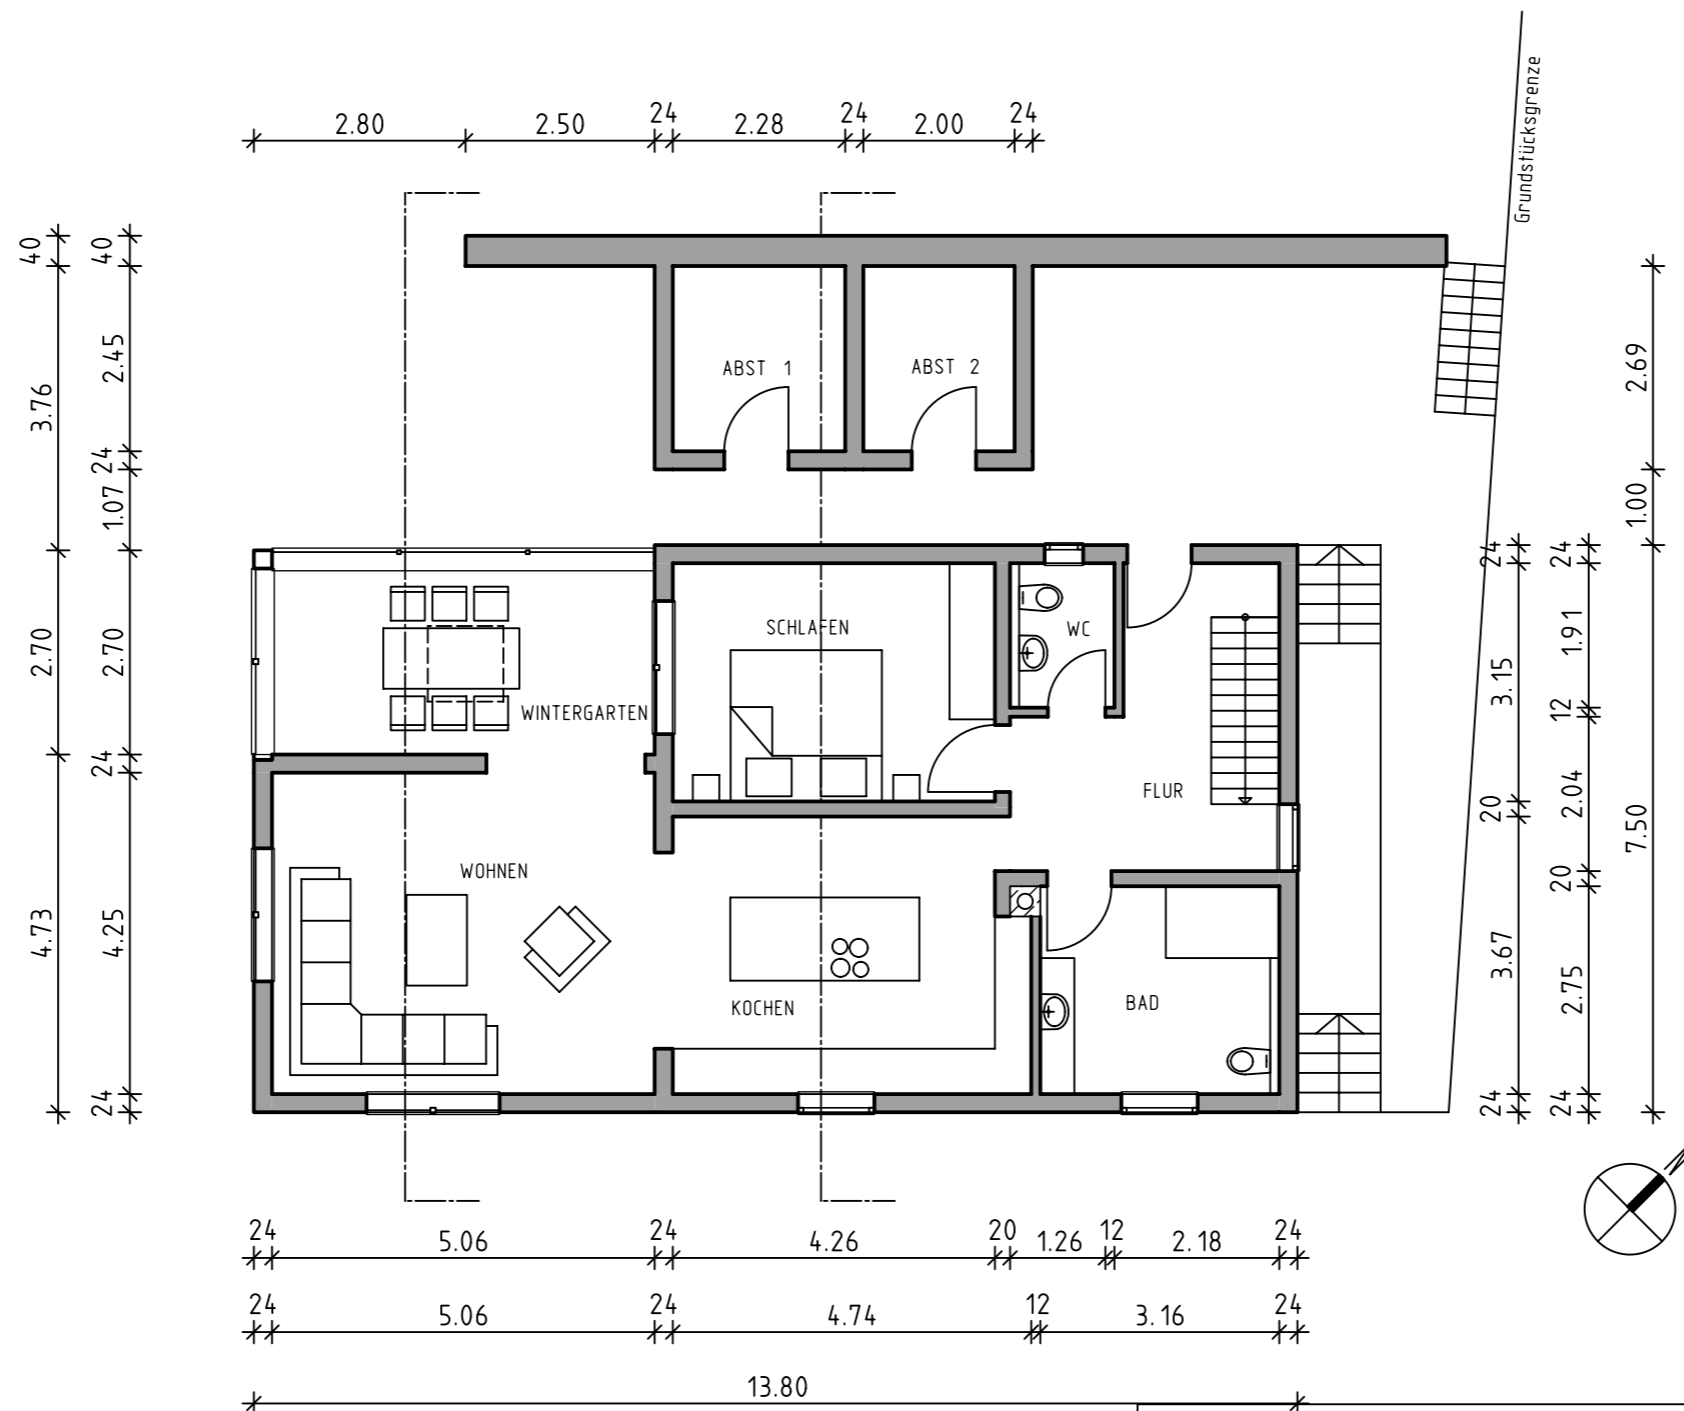 Grundstücksgrenze
2.80 2.50 24 2.28 24 2.00 24
40 3.76 2.70 4.73
40 2.45 24 1.07 2.70 24 4.25 24
ABST 1 ABST 2
SCHLAFEN WC
WINTERGARTEN
FLUR
WOHNEN
KOCHEN BAD
24 3.15 20 3.67 24
24 1.91 12 2.04 20 2.75 24
2.69 1.00 7.50
N
24 5.06 24 4.26 20 1.26 12 2.18 24
24 5.06 24 4.74 12 3.16 24
13.80